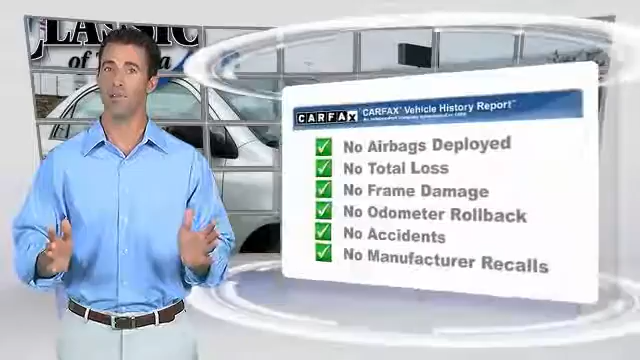 CLASSIC
of T
CARFAX CARFAX Vehicle History Report™
No Airbags Deployed
No Total Loss
No Frame Damage
No Odometer Rollback
No Accidents
No Manufacturer Recalls